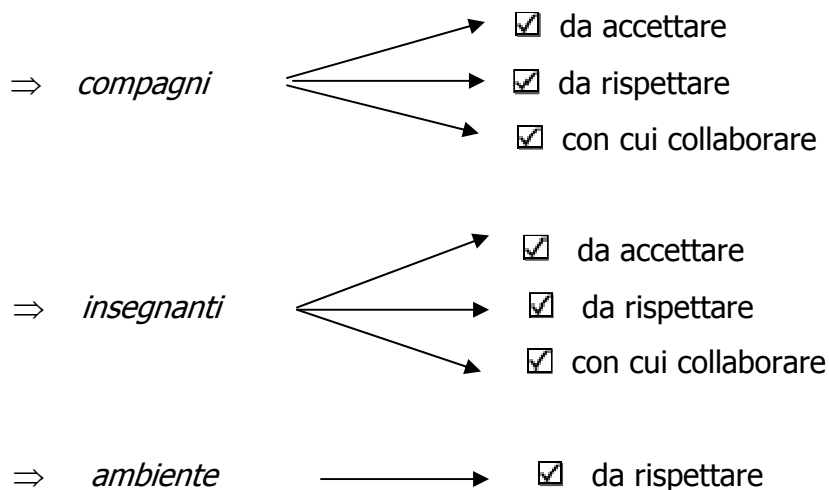 ☑ da accettare
⇒ compagni ☑ da rispettare
☑ con cui collaborare
☑ da accettare
⇒ insegnanti ☑ da rispettare
☑ con cui collaborare
⇒ ambiente ☑ da rispettare